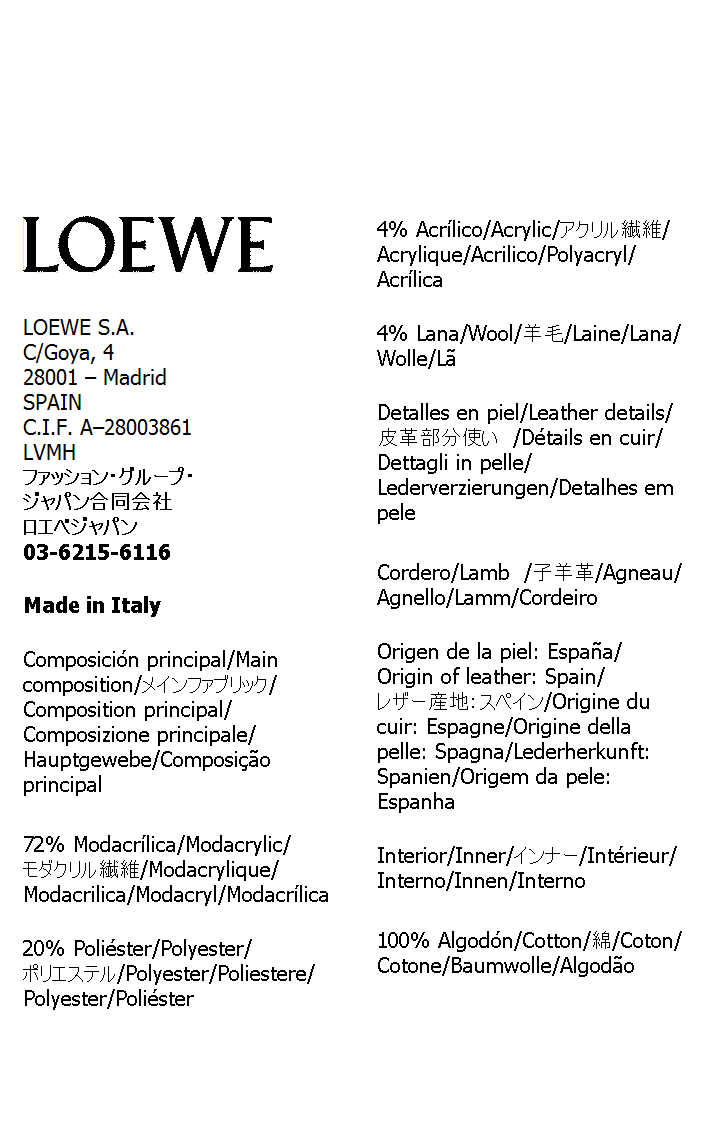 LOEWE
LOEWE S.A.
C/Goya, 4
28001 – Madrid
SPAIN
C.I.F. A–28003861
LVMH
ファッション・グループ・
ジャパン合同会社
ロエベジャパン
03-6215-6116
Made in Italy
Composición principal/Main
composition/メインファブリック/
Composition principal/
Composizione principale/
Hauptgewebe/Composição
principal
72% Modacrílica/Modacrylic/
モダクリル繊維/Modacrylique/
Modacrilica/Modacryl/Modacrílica
20% Poliéster/Polyester/
ポリエステル/Polyester/Poliestere/
Polyester/Poliéster
4% Acrílico/Acrylic/アクリル繊維/
Acrylique/Acrilico/Polyacryl/
Acrílica
4% Lana/Wool/羊毛/Laine/Lana/
Wolle/Lã
Detalles en piel/Leather details/
皮革部分使い /Détails en cuir/
Dettagli in pelle/
Lederverzierungen/Detalhes em
pele
Cordero/Lamb /子羊革/Agneau/
Agnello/Lamm/Cordeiro
Origen de la piel: España/
Origin of leather: Spain/
レザー産地：スペイン/Origine du
cuir: Espagne/Origine della
pelle: Spagna/Lederherkunft:
Spanien/Origem da pele:
Espanha
Interior/Inner/インナー/Intérieur/
Interno/Innen/Interno
100% Algodón/Cotton/綿/Coton/
Cotone/Baumwolle/Algodão